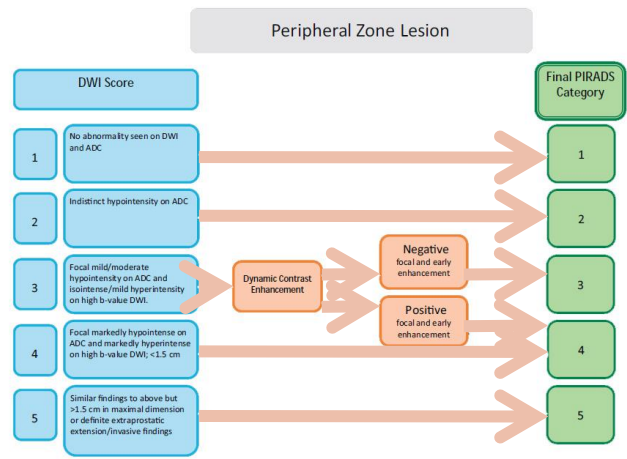 Peripheral Zone Lesion
DWI Score
Final PIRADS
Category
1
No abnormality seen on DWI
and ADC
1
2
Indistinct hypointensity on ADC
2
3
Focal mild/moderate
hypointensity on ADC and
isointense/mild hyperintensity
on high b-value DWI.
Dynamic Contrast
Enhancement
Negative
focal and early
enhancement
Positive
focal and early
enhancement
3
4
Focal markedly hypointense on
ADC and markedly hyperintense
on high b-value DWI; <1.5 cm
4
5
Similar findings to above but
>1.5 cm in maximal dimension
or definite extraprostatic
extension/invasive findings
5